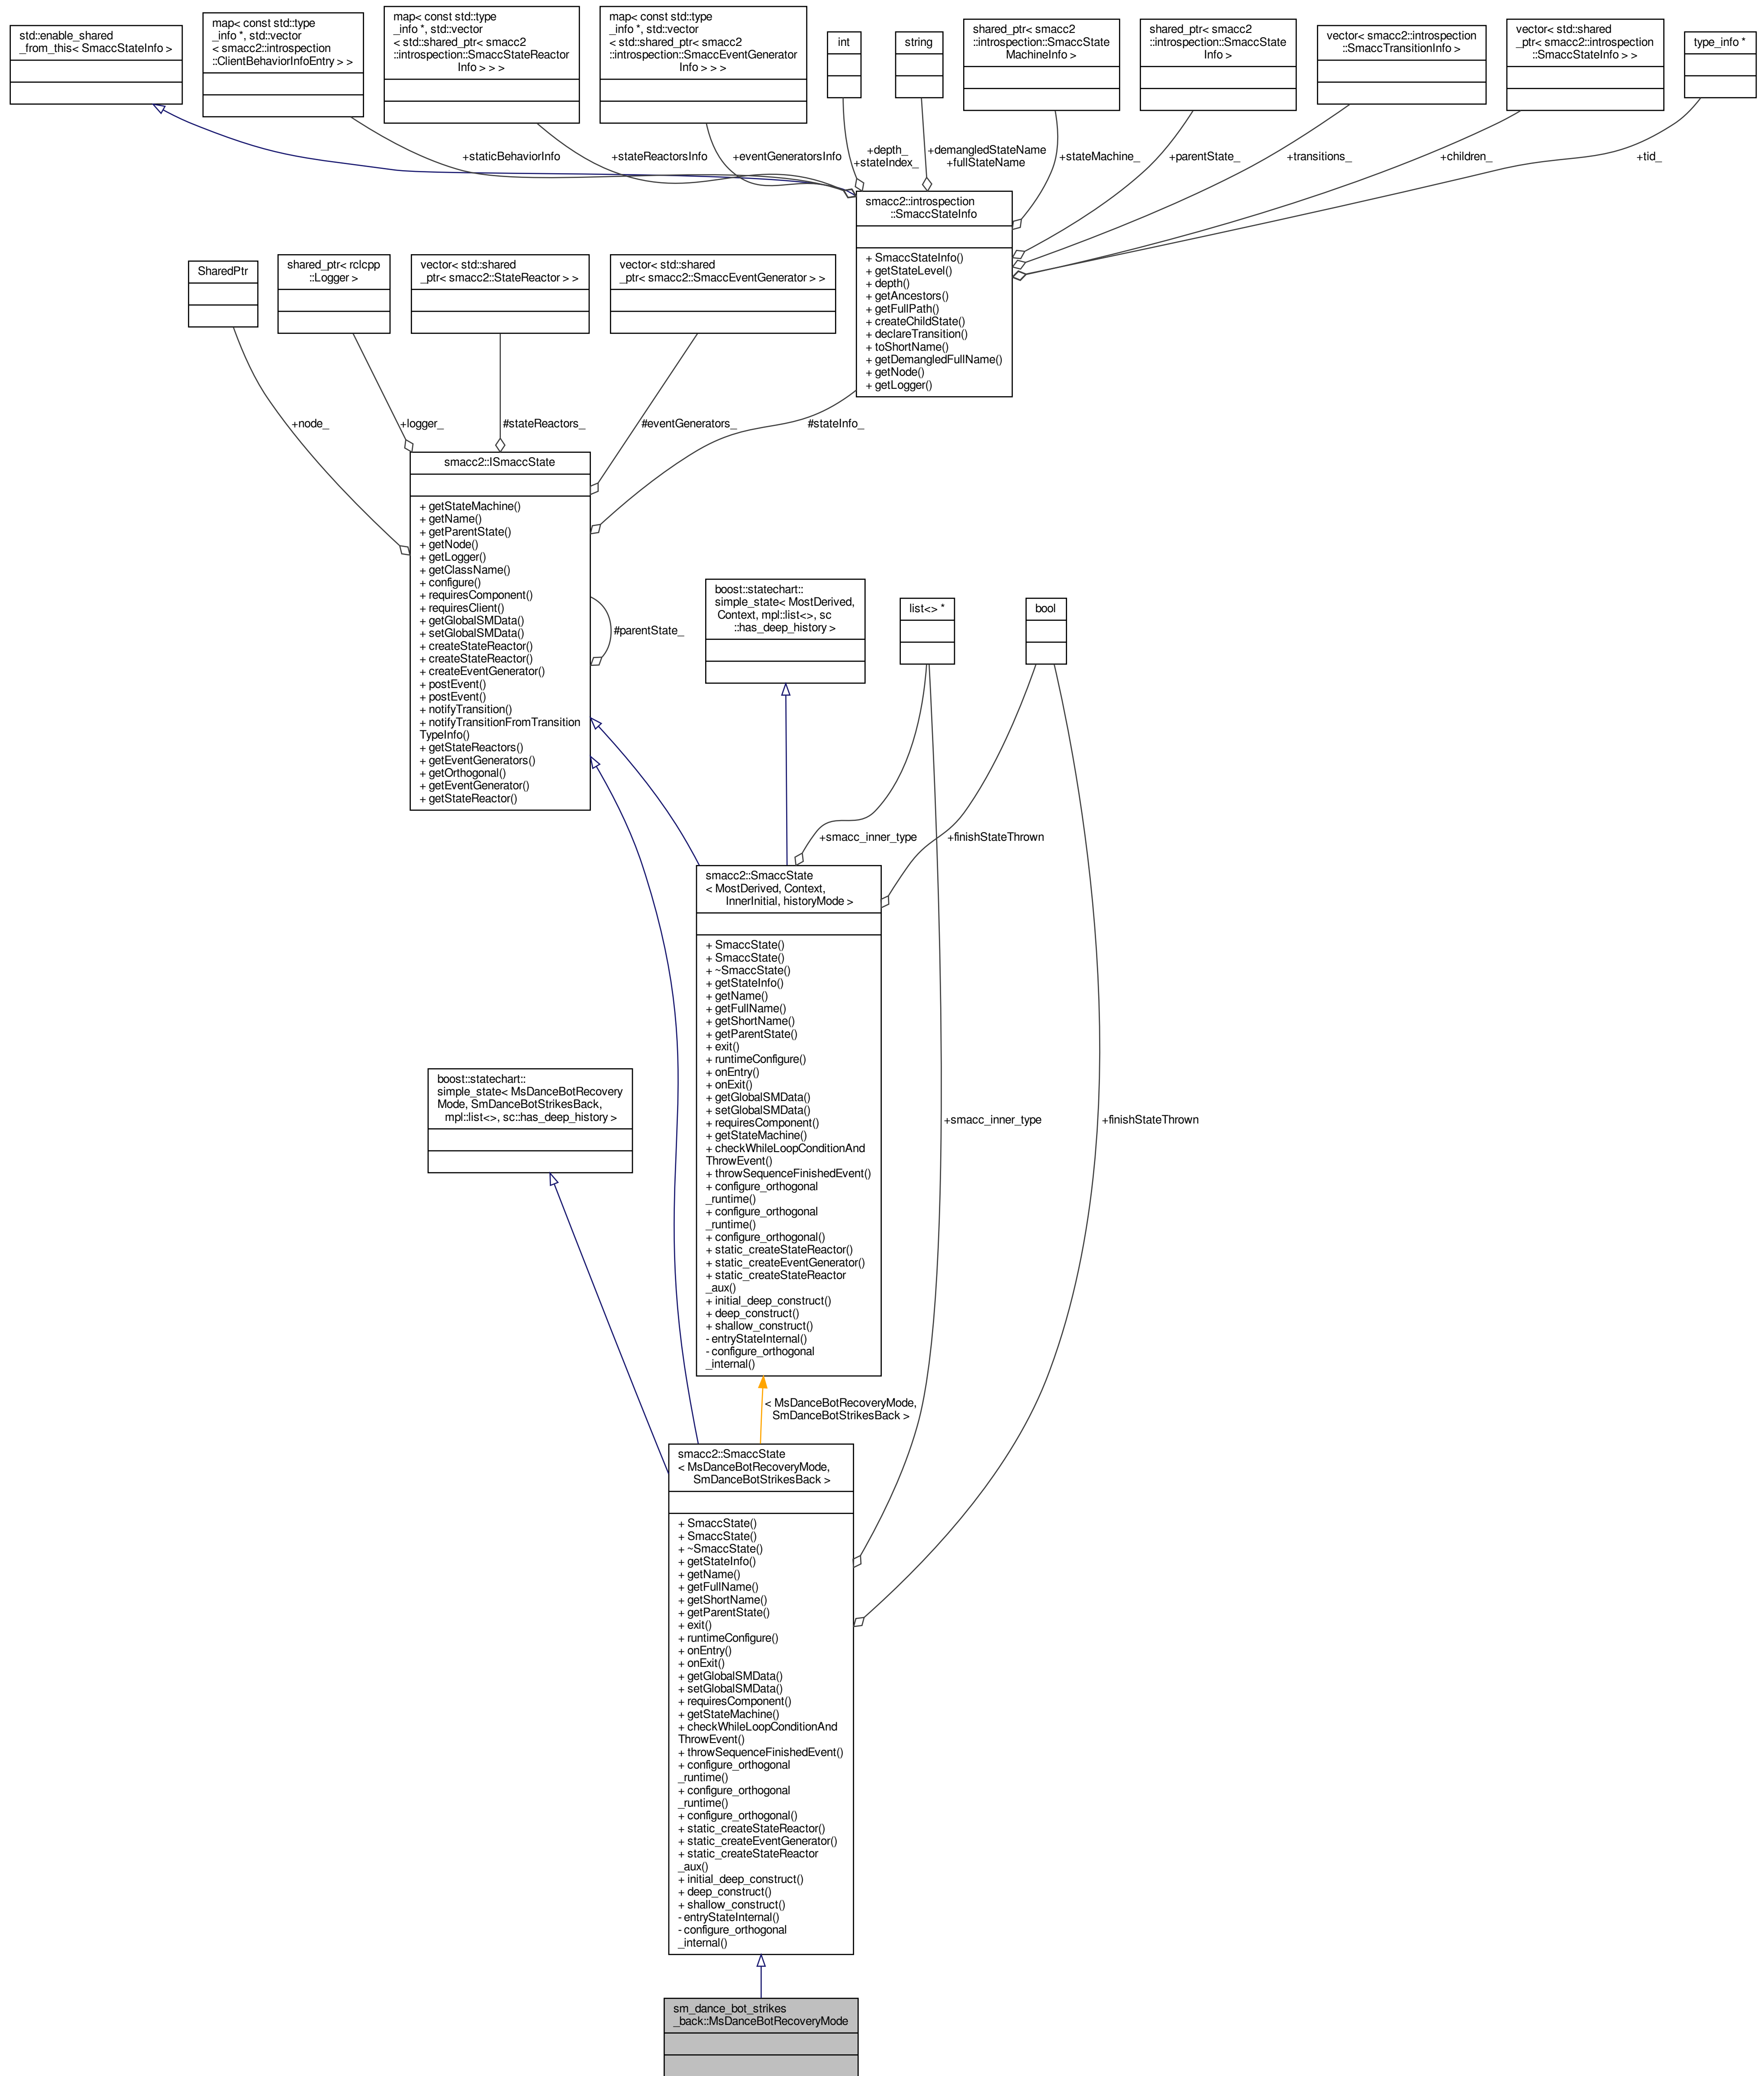 std::enable_shared
_from_this< SmaccStateInfo >
map< const std::type
_info *, std::vector
< smacc2::introspection
::ClientBehaviorInfoEntry > >
map< const std::type
_info *, std::vector
< std::shared_ptr< smacc2
::introspection::SmaccStateReactor
Info > > >
map< const std::type
_info *, std::vector
< std::shared_ptr< smacc2
::introspection::SmaccEventGenerator
Info > > >
int
string
shared_ptr< smacc2
::introspection::SmaccState
MachineInfo >
shared_ptr< smacc2
::introspection::SmaccState
Info >
vector< smacc2::introspection
::SmaccTransitionInfo >
vector< std::shared
_ptr< smacc2::introspection
::SmaccStateInfo > >
type_info *
+staticBehaviorInfo
+stateReactorsInfo
+eventGeneratorsInfo
+depth_
+stateIndex_
+demangledStateName
+fullStateName
+stateMachine_
+parentState_
+transitions_
+children_
+tid_
smacc2::introspection
::SmaccStateInfo
+ SmaccStateInfo()
+ getStateLevel()
+ depth()
+ getAncestors()
+ getFullPath()
+ createChildState()
+ declareTransition()
+ toShortName()
+ getDemangledFullName()
+ getNode()
+ getLogger()
SharedPtr
shared_ptr< rclcpp
::Logger >
vector< std::shared
_ptr< smacc2::StateReactor > >
vector< std::shared
_ptr< smacc2::SmaccEventGenerator > >
+node_
+logger_
#stateReactors_
#eventGenerators_
#stateInfo_
smacc2::ISmaccState
+ getStateMachine()
+ getName()
+ getParentState()
+ getNode()
+ getLogger()
+ getClassName()
+ configure()
+ requiresComponent()
+ requiresClient()
+ getGlobalSMData()
+ setGlobalSMData()
+ createStateReactor()
+ createStateReactor()
+ createEventGenerator()
+ postEvent()
+ postEvent()
+ notifyTransition()
+ notifyTransitionFromTransition
TypeInfo()
+ getStateReactors()
+ getEventGenerators()
+ getOrthogonal()
+ getEventGenerator()
+ getStateReactor()
#parentState_
boost::statechart::
simple_state< MostDerived,
Context, mpl::list<>, sc
::has_deep_history >
list<> *
bool
+smacc_inner_type
+finishStateThrown
smacc2::SmaccState
< MostDerived, Context,
InnerInitial, historyMode >
+ SmaccState()
+ SmaccState()
+ ~SmaccState()
+ getStateInfo()
+ getName()
+ getFullName()
+ getShortName()
+ getParentState()
+ exit()
+ runtimeConfigure()
+ onEntry()
+ onExit()
+ getGlobalSMData()
+ setGlobalSMData()
+ requiresComponent()
+ getStateMachine()
+ checkWhileLoopConditionAnd
ThrowEvent()
+ throwSequenceFinishedEvent()
+ configure_orthogonal
_runtime()
+ configure_orthogonal
_runtime()
+ configure_orthogonal()
+ static_createStateReactor()
+ static_createEventGenerator()
+ static_createStateReactor
_aux()
+ initial_deep_construct()
+ deep_construct()
+ shallow_construct()
- entryStateInternal()
- configure_orthogonal
_internal()
boost::statechart::
simple_state< MsDanceBotRecovery
Mode, SmDanceBotStrikesBack,
mpl::list<>, sc::has_deep_history >
+smacc_inner_type
+finishStateThrown
< MsDanceBotRecoveryMode,
SmDanceBotStrikesBack >
smacc2::SmaccState
< MsDanceBotRecoveryMode,
SmDanceBotStrikesBack >
+ SmaccState()
+ SmaccState()
+ ~SmaccState()
+ getStateInfo()
+ getName()
+ getFullName()
+ getShortName()
+ getParentState()
+ exit()
+ runtimeConfigure()
+ onEntry()
+ onExit()
+ getGlobalSMData()
+ setGlobalSMData()
+ requiresComponent()
+ getStateMachine()
+ checkWhileLoopConditionAnd
ThrowEvent()
+ throwSequenceFinishedEvent()
+ configure_orthogonal
_runtime()
+ configure_orthogonal
_runtime()
+ configure_orthogonal()
+ static_createStateReactor()
+ static_createEventGenerator()
+ static_createStateReactor
_aux()
+ initial_deep_construct()
+ deep_construct()
+ shallow_construct()
- entryStateInternal()
- configure_orthogonal
_internal()
sm_dance_bot_strikes
_back::MsDanceBotRecoveryMode